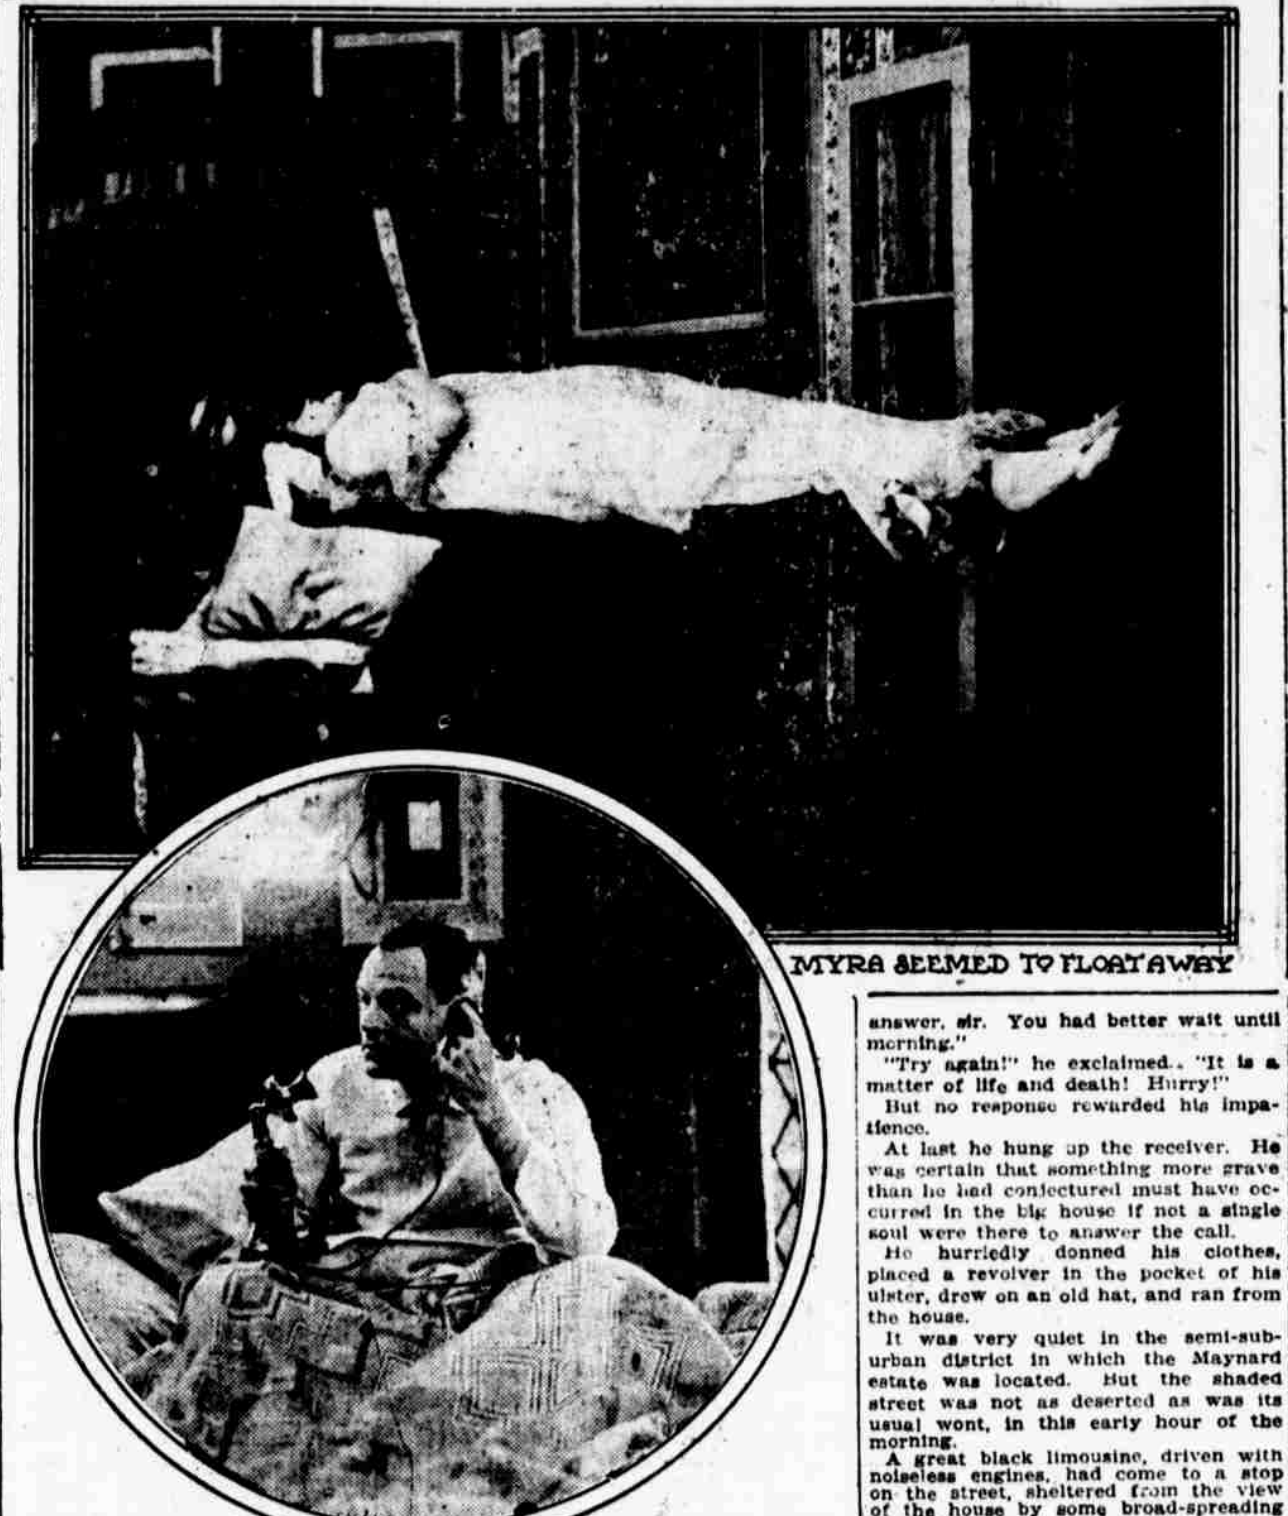 MYRA SEEMED TO FLOAT AWAY
answer, sir. You had better wait until
morning."
"Try again!" he exclaimed.. "It is a
matter of life and death! Hurry!"
But no response rewarded his impa-
tience.
At last he hung up the receiver. He
was certain that something more grave
than he had conjectured must have oc-
curred in the big house if not a single
soul were there to answer the call.
He hurriedly donned his clothes,
placed a revolver in the pocket of his
ulster, drew on an old hat, and ran from
the house.
It was very quiet in the semi-sub-
urban district in which the Maynard
estate was located. But the shaded
street was not as deserted as was its
usual wont, in this early hour of the
morning.
A great black limousine, driven with
noiseless engines, had come to a stop
on the street, sheltered from the view
of the house by some broad-spreading